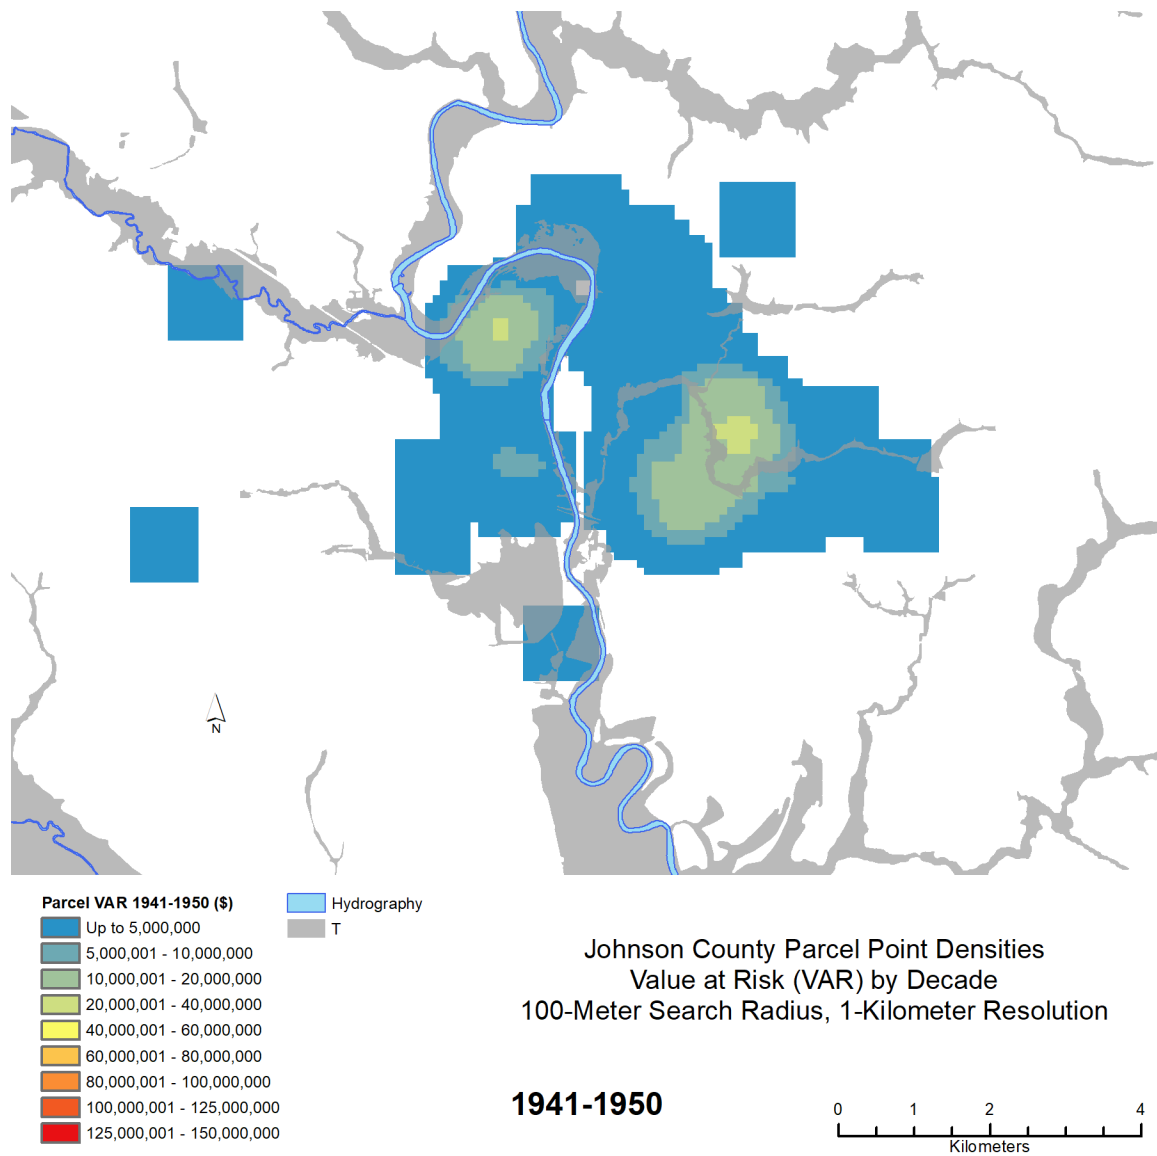 N
Parcel VAR 1941-1950 ($)
Up to 5,000,000
5,000,001 - 10,000,000
10,000,001 - 20,000,000
20,000,001 - 40,000,000
40,000,001 - 60,000,000
60,000,001 - 80,000,000
80,000,001 - 100,000,000
100,000,001 - 125,000,000
125,000,001 - 150,000,000
Hydrography
T
Johnson County Parcel Point Densities
Value at Risk (VAR) by Decade
100-Meter Search Radius, 1-Kilometer Resolution
1941-1950
0 1 2 4
Kilometers